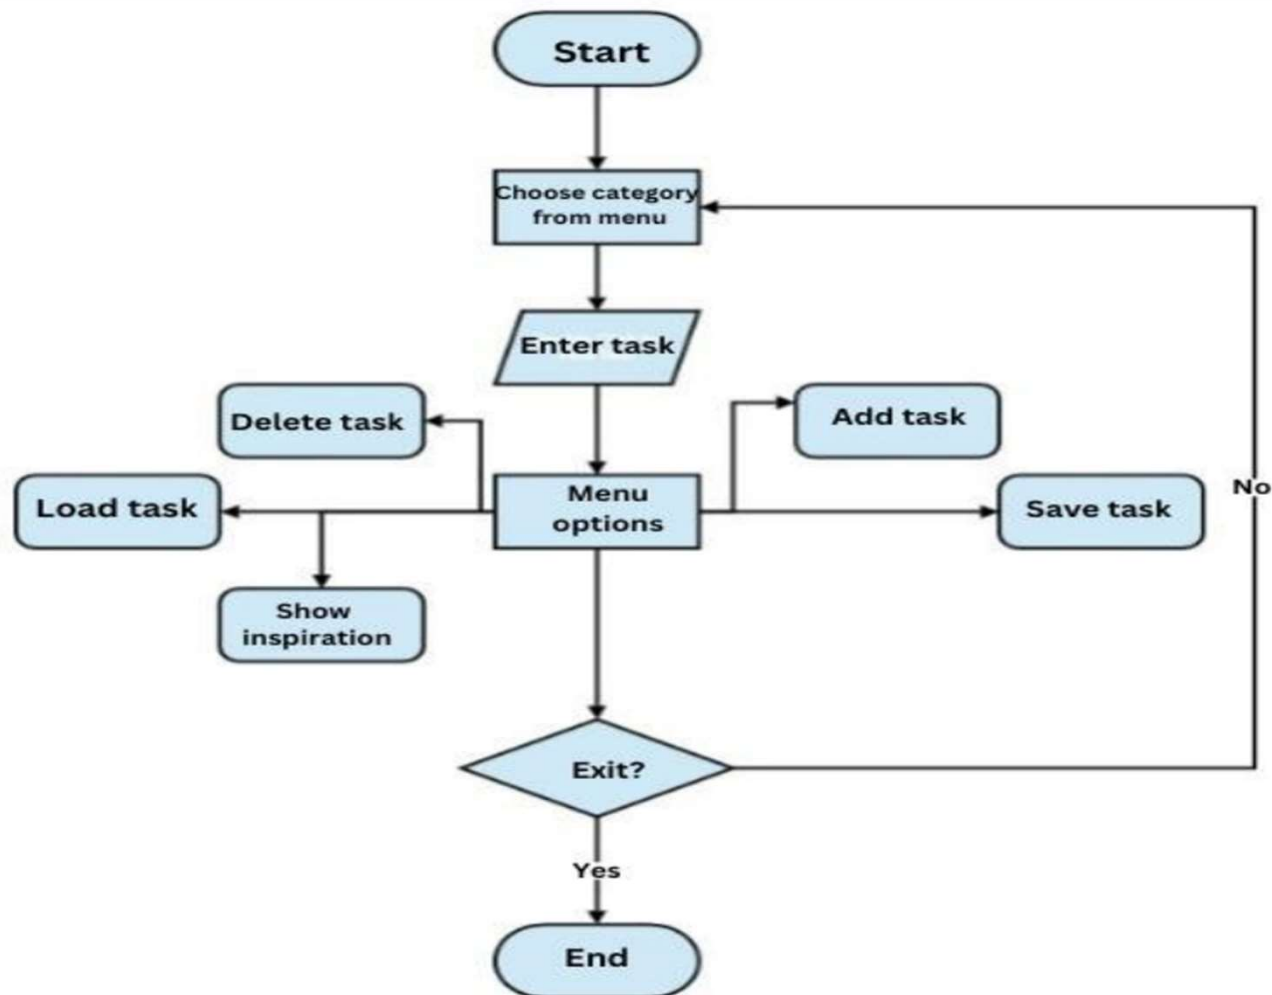 Start
Choose category
from menu
Enter task
Delete task
Add task
Load task
Menu
options
Save task
No
Show
inspiration
Exit?
Yes
End